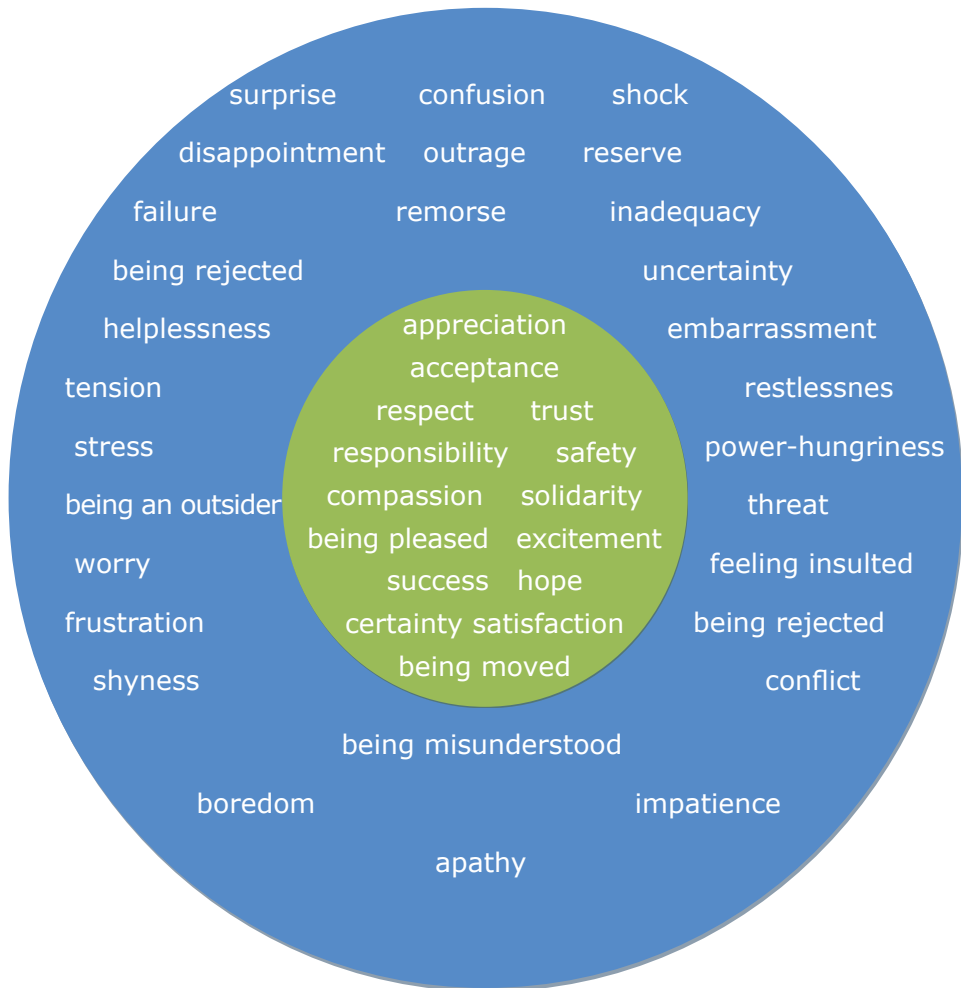 surprise confusion shock
disappointment outrage reserve
failure remorse inadequacy
being rejected uncertainty
helplessness embarrassment
tension restlessnes
stress power-hungriness
being an outsider threat
worry feeling insulted
frustration being rejected
shyness conflict
being misunderstood
boredom impatience
apathy
appreciation
acceptance
respect trust
responsibility safety
compassion solidarity
being pleased excitement
success hope
certainty satisfaction
being moved